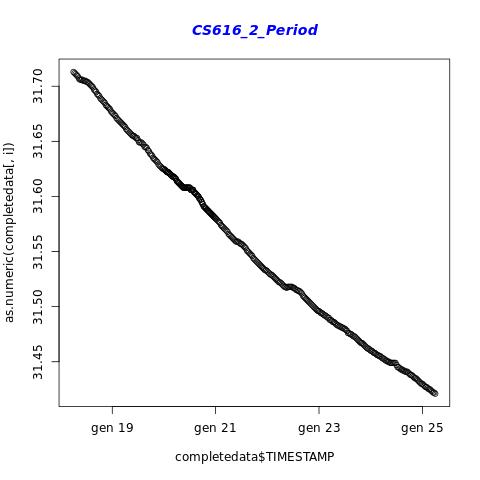 CS616_2_Period
31.70
31.65
31.60
31.55
31.50
31.45
as.numeric(completedata[, i])
gen 19
gen 21
gen 23
gen 25
completedata$TIMESTAMP